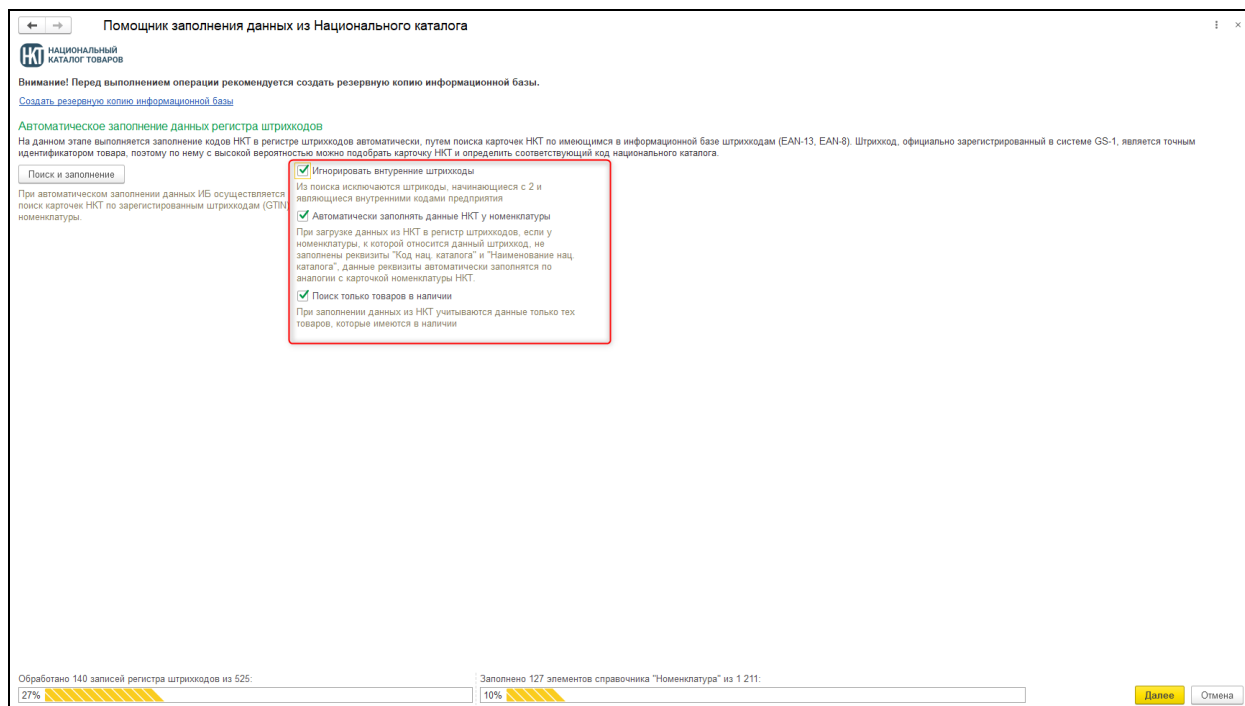 Помощник заполнения данных из Национального каталога
НКТ НАЦИОНАЛЬНЫЙ
КАТАЛОГ ТОВАРОВ
Внимание! Перед выполнением операции рекомендуется создать резервную копию информационной базы.
Создать резервную копию информационной базы
Автоматическое заполнение данных регистра штрихкодов
На данном этапе выполняется заполнение кодов НКТ в регистре штрихкодов автоматически, путем поиска карточек НКТ по имеющимся в информационной базе штрихкодам (EAN-13, EAN-8). Штрихкод, официально зарегистрированный в системе GS-1, является точным
идентификатором товара, поэтому по нему с высокой вероятностью можно подобрать карточку НКТ и определить соответствующий код национального каталога.
Поиск и заполнение
При автоматическом заполнении данных ИБ осуществляется
поиск карточек НКТ по зарегистированным штрихкодам (GTIN)
номенклатуры.
Игнорировать внтуренние штрихкоды
Из поиска исключаются штрикоды, начинающиеся с 2 и
являющиеся внутренними кодами предприятия
Автоматически заполнять данные НКТ у номенклатуры
При загрузке данных из НКТ в регистр штрихкодов, если у
номенклатуры, к которой относится данный штрихкод, не
заполнены реквизиты "Код нац. каталога" и "Наименование нац.
каталога", данные реквизиты автоматически заполнятся по
аналогии с карточкой номенклатуры НКТ.
Поиск только товаров в наличии
При заполнении данных из НКТ учитываются данные только тех
товаров, которые имеются в наличии
Обработано 140 записей регистра штрихкодов из 525:
27%
Заполнено 127 элементов справочника "Номенклатура" из 1 211:
10%
Далее
Отмена